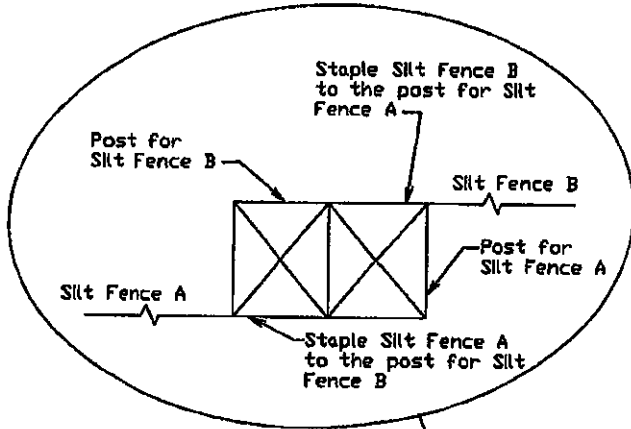 Staple Silt Fence B
to the post for Silt
Fence A
Post for
Silt Fence B
Silt Fence B
Post for
Silt Fence A
Silt Fence A
Staple Silt Fence A
to the post for Silt
Fence B